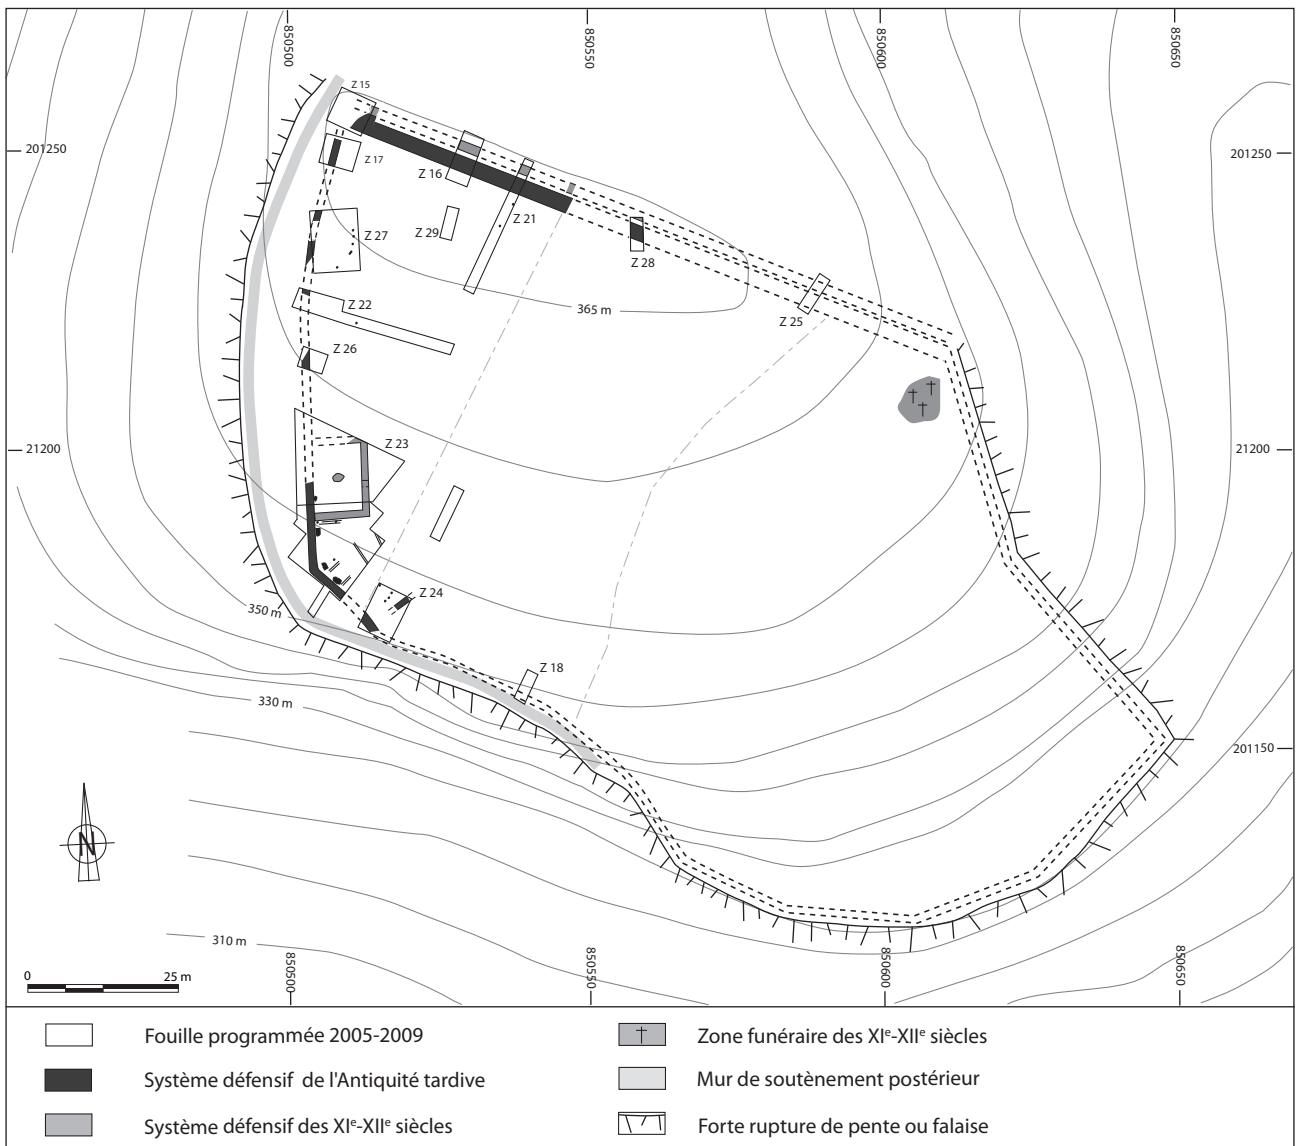 850500
850550
850600
850650
Z 15
201250
201250
Z 17
Z 16
Z 21
Z 29
Z 27
Z 28
Z 22
365 m
Z 25
Z 26
Z 23
21200
21200
Z 24
350 m
Z 18
330 m
201150
N
310 m
0 25 m
850500
850550
850600
850650
Fouille programmée 2005-2009
Système défensif de l'Antiquité tardive
Système défensif des XIe-XIIe siècles
Zone funéraire des XIe-XIIe siècles
Mur de soutènement postérieur
Forte rupture de pente ou falaise